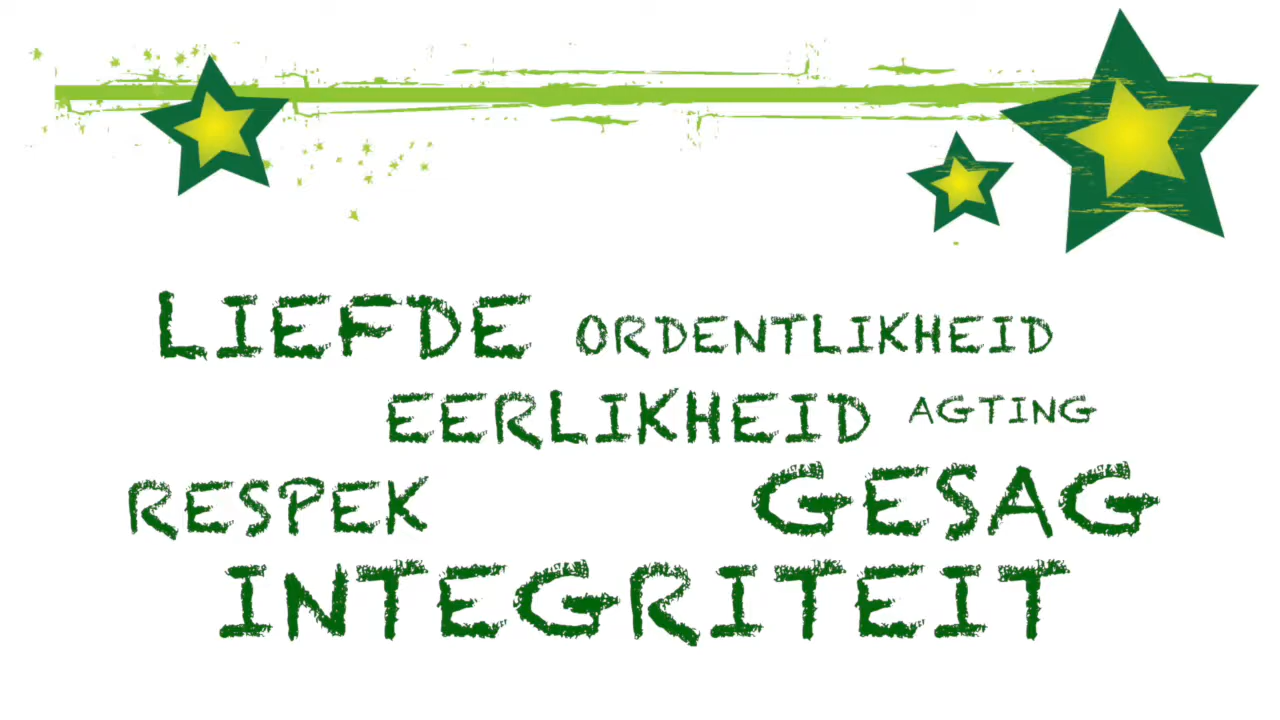 LIEFDE ORDENTLIKHEID
EERLIKHEID AGTING
RESPEK GESAG
INTEGRITEIT